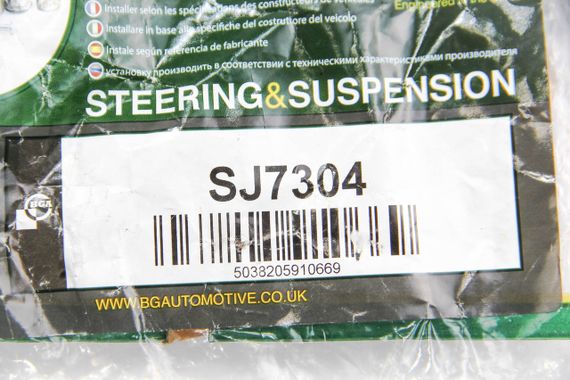 Installer selon les spécifications des constructeurs de véhicules
Installare in base alle specifiche del costruttore del veicolo
Instale según referencia de fabricante
установку производить в соответствии с техническими характеристиками производителя
STEERING&SUSPENSION
SJ7304
BGA
5038205910669
WWW.BGAUTOMOTIVE.CO.UK